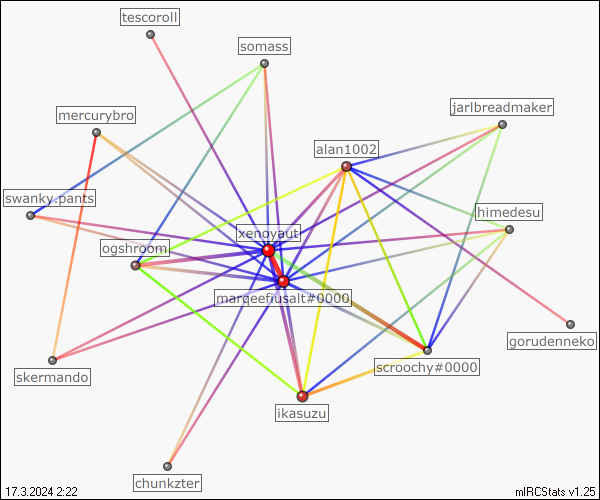 tescoroll
somass
jarlbreadmaker
mercurybro
alan1002
swanky.pants
himedesu
xenoyaut
ogshroom
marqeefiusalt#0000
gorudenneko
scroochy#0000
skermando
ikasuzu
chunkzter
17.3.2024 2:22
mIRCStats v1.25